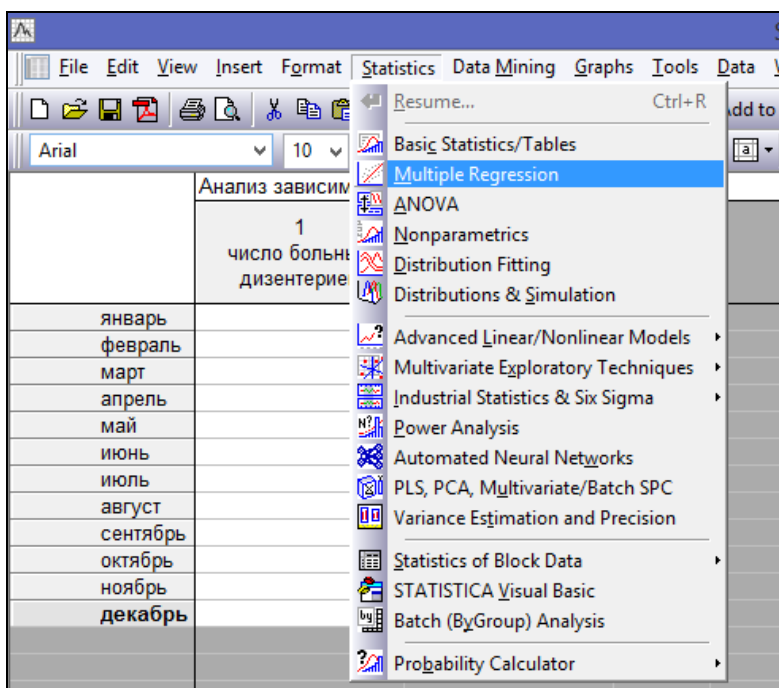 File Edit View Insert Format Statistics Data Mining Graphs Tools Data
Resume... Ctrl+R
Add to
Arial 10
Basic Statistics/Tables
Multiple Regression
ANOVA
Nonparametrics
Distribution Fitting
Distributions & Simulation
Advanced Linear/Nonlinear Models
Multivariate Exploratory Techniques
Industrial Statistics & Six Sigma
Power Analysis
Automated Neural Networks
PLS, PCA, Multivariate/Batch SPC
Variance Estimation and Precision
Statistics of Block Data
STATISTICA Visual Basic
Batch (ByGroup) Analysis
Probability Calculator
Анализ зависим
1
число больн
дизентерие
январь
февраль
март
апрель
май
июнь
июль
август
сентябрь
октябрь
ноябрь
декабрь